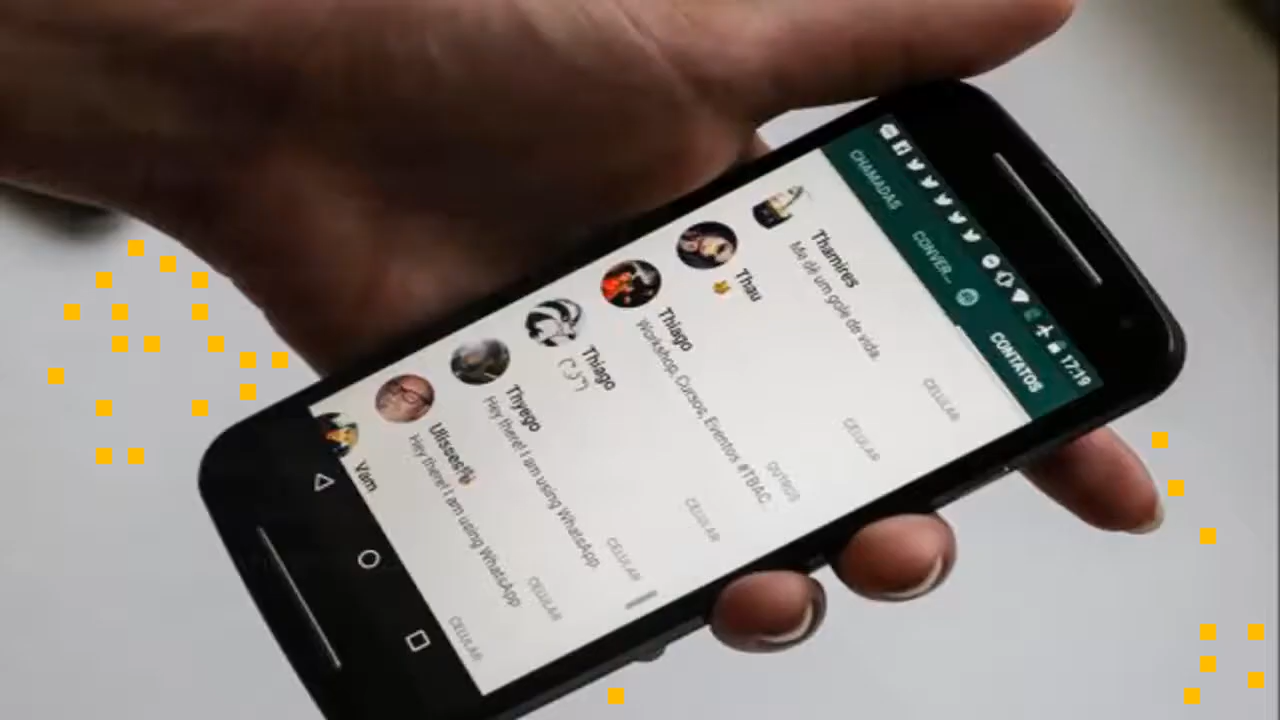 17:19
CHAMADAS
CONVER...
CONTATOS
Thamires
Me dê um gole de vida.
CELULAR
Thau
CELULAR
Thiago
Workshop, Cursos, Eventos #TBAC...
outros
Thiago
CELULAR
Thyego
Hey there! I am using WhatsApp.
CELULAR
Ulisses
Hey there! I am using WhatsApp
CELULAR
Vam
CELULAR